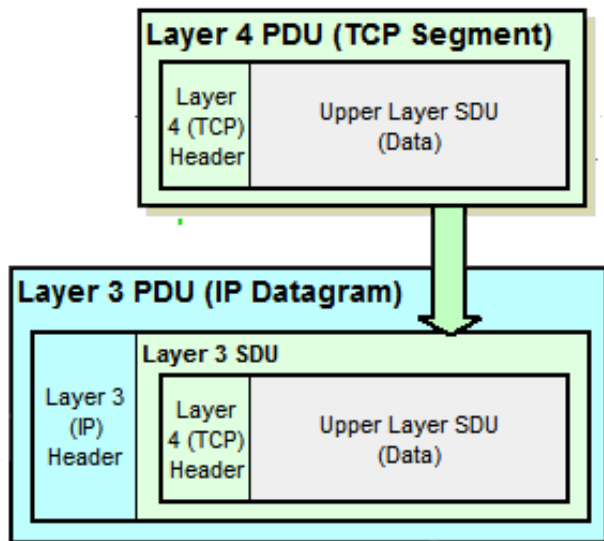 Layer 4 PDU (TCP Segment)
Layer
4 (TCP)
Header
Upper Layer SDU
(Data)
Layer 3 PDU (IP Datagram)
Layer 3 SDU
Layer 3
(IP)
Header
Layer
4 (TCP)
Header
Upper Layer SDU
(Data)